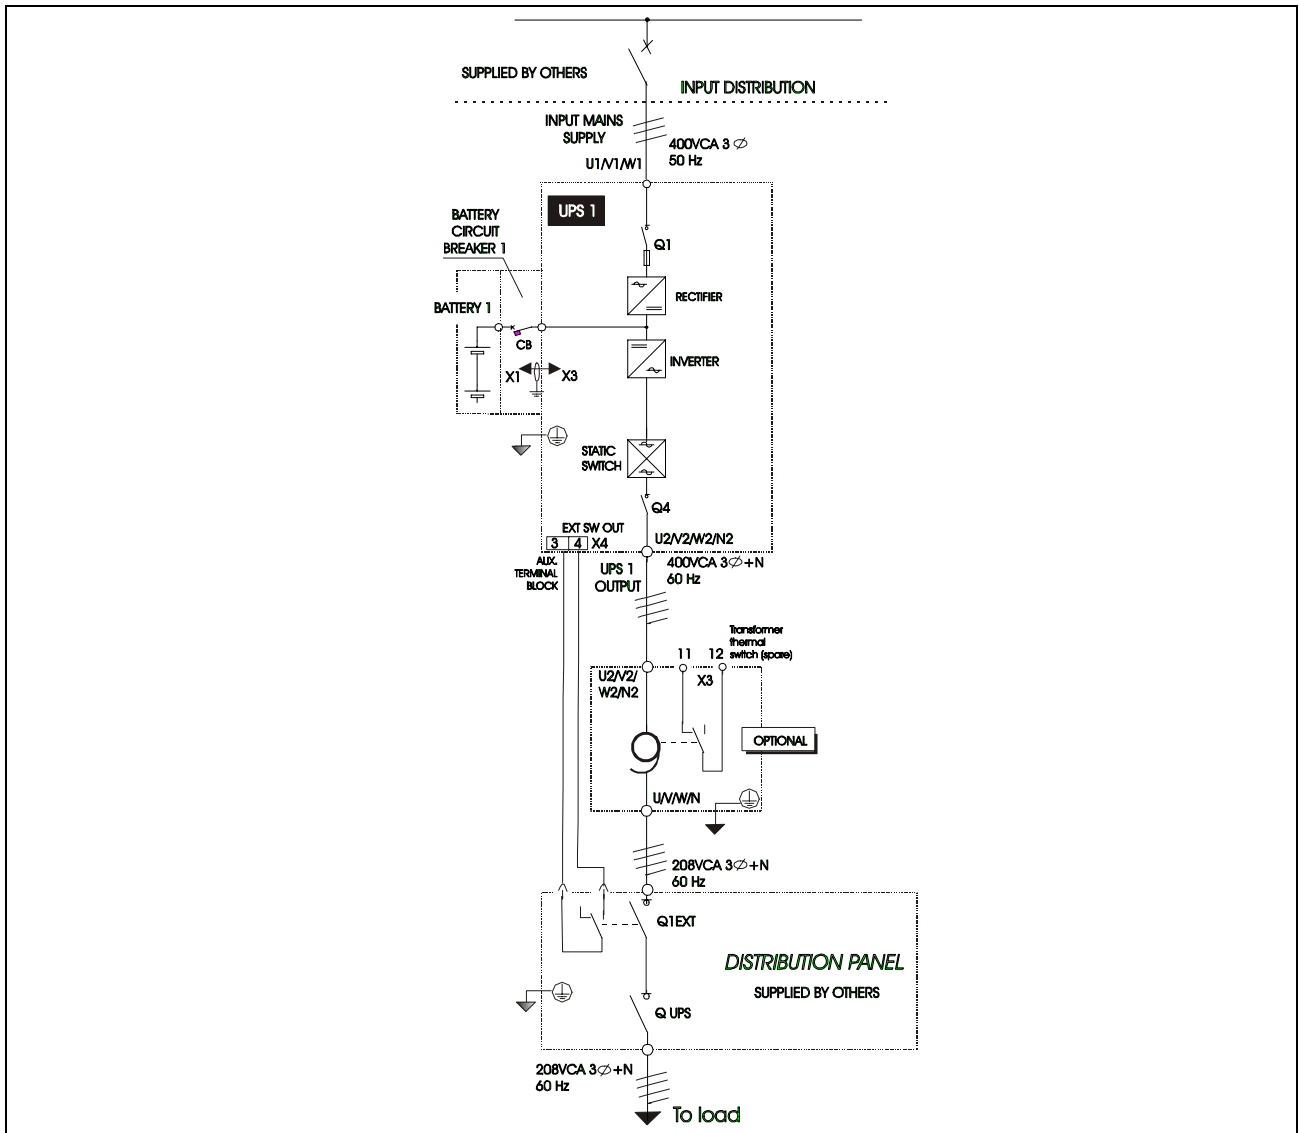 SUPPLIED BY OTHERS
INPUT DISTRIBUTION
INPUT MAINS
SUPPLY
400VCA 3 Ø
50 Hz
U1/V1/W1
UPS 1
BATTERY
CIRCUIT
BREAKER 1
Q1
RECTIFIER
BATTERY 1
CB
INVERTER
X1
X3
STATIC
SWITCH
Q4
EXT SW OUT
3 4 X4
U2/V2/W2/N2
AUX.
TERMINAL
BLOCK
UPS 1
OUTPUT
400VCA 3Ø+N
60 Hz
Transformer
thermal
switch (spare)
11 12
X3
U2/V2/
W2/N2
OPTIONAL
U/V/W/N
208VCA 3Ø+N
60 Hz
Q1EXT
DISTRIBUTION PANEL
SUPPLIED BY OTHERS
Q UPS
208VCA 3Ø+N
60 Hz
To load